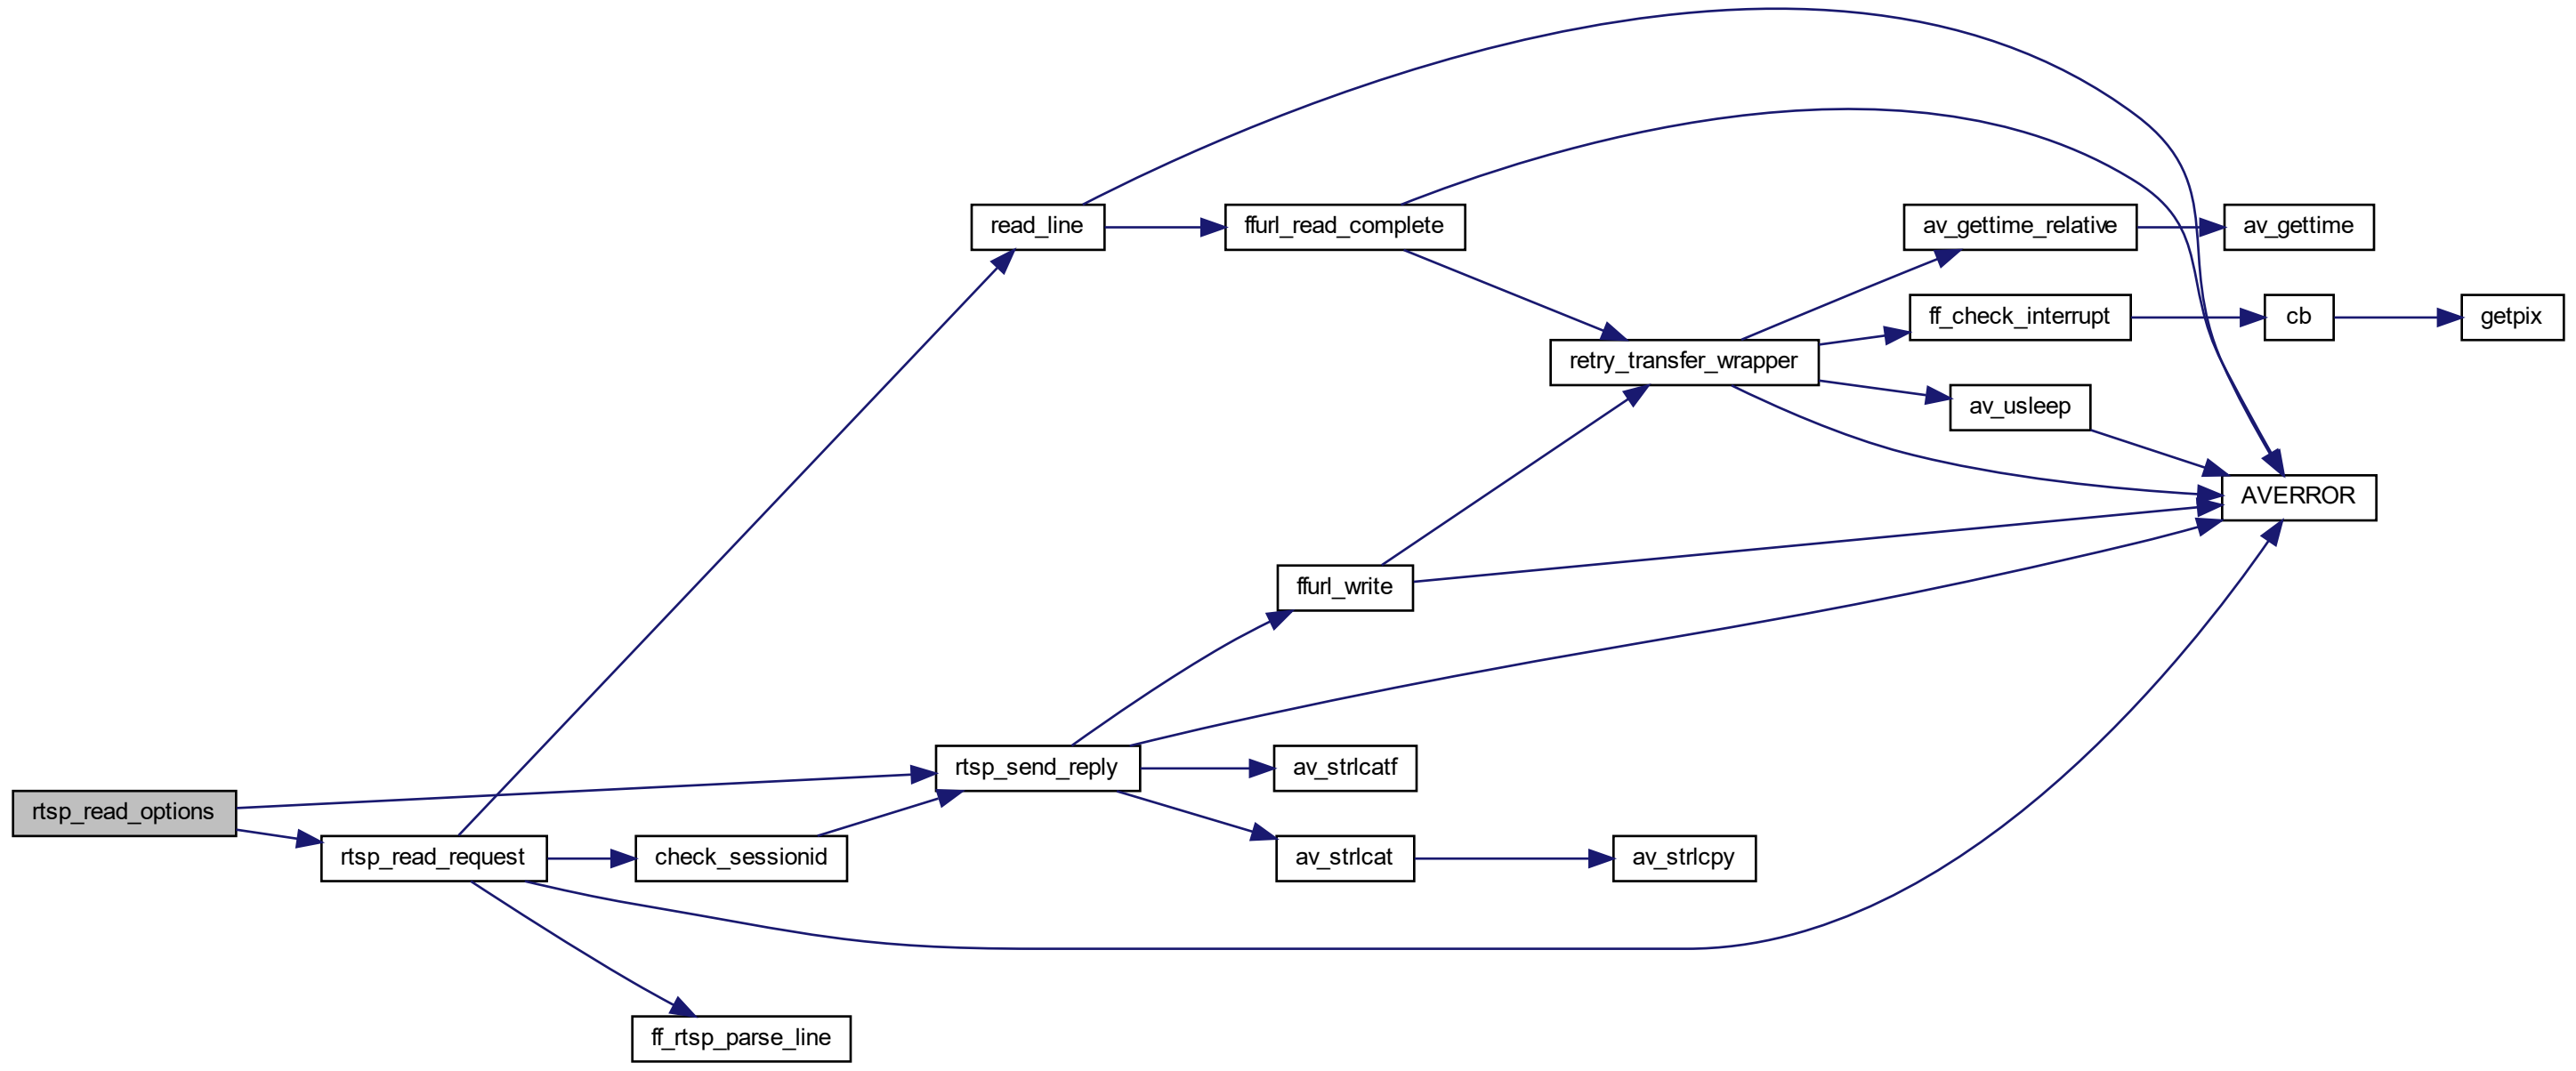 read_line
ffurl_read_complete
av_gettime_relative
av_gettime
ff_check_interrupt
cb
getpix
retry_transfer_wrapper
av_usleep
AVERROR
ffurl_write
rtsp_send_reply
av_strlcatf
rtsp_read_options
rtsp_read_request
check_sessionid
av_strlcat
av_strlcpy
ff_rtsp_parse_line